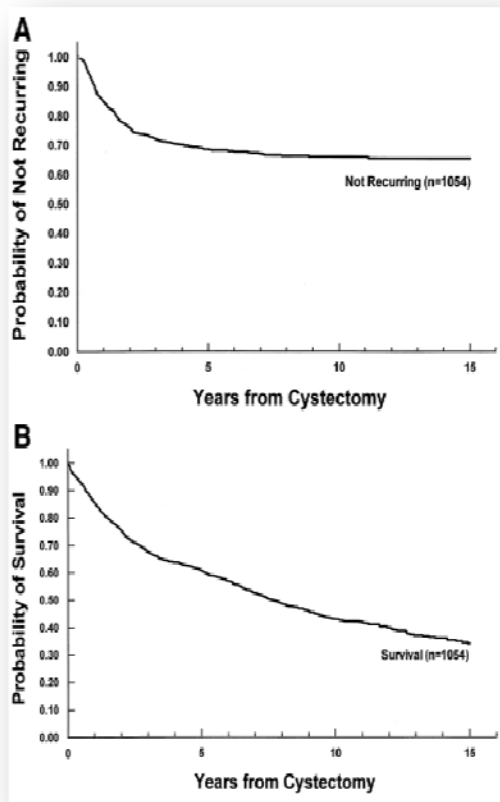 A
Probability of Not Recurring
1.00
0.90
0.80
0.70
0.60
0.50
0.40
0.30
0.20
0.10
0.00
Not Recurring (n=1054)
0 5 10 15
Years from Cystectomy
B
Probability of Survival
1.00
0.90
0.80
0.70
0.60
0.50
0.40
0.30
0.20
0.10
0.00
Survival (n=1054)
0 5 10 15
Years from Cystectomy